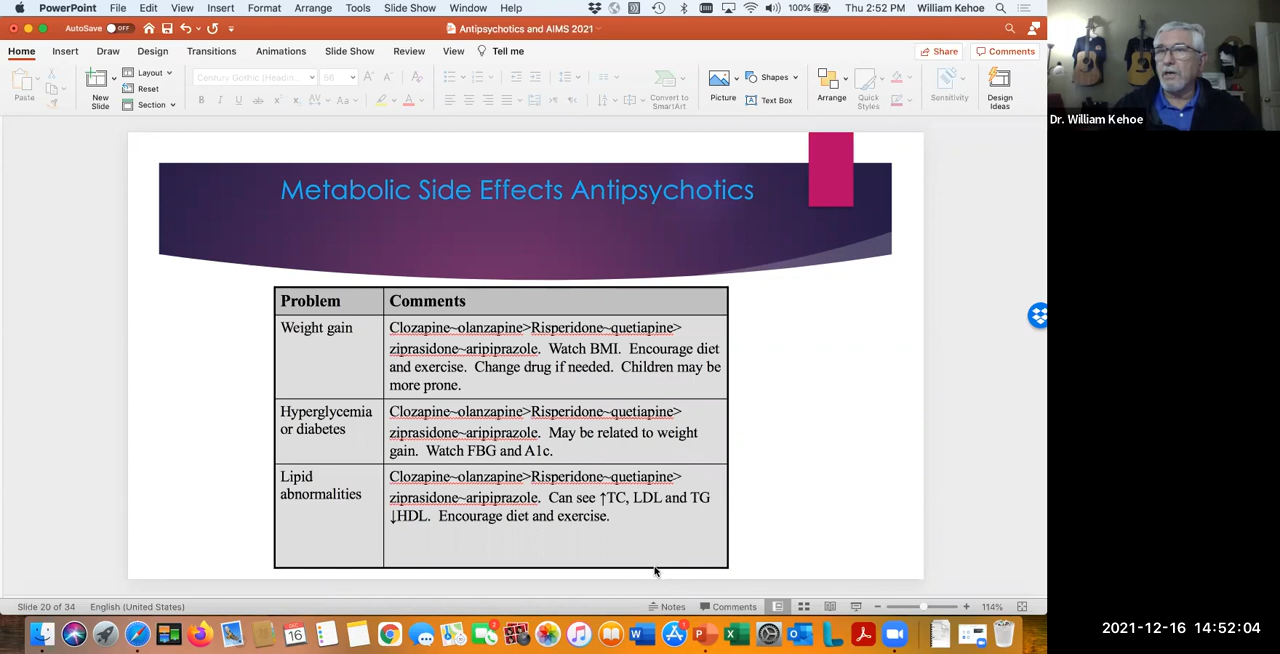 PowerPoint File Edit View Insert Format Arrange Tools Slide Show Window Help 100% Thu 2:52 PM William Kehoe
AutoSave OFF Antipsychotics and AIMS 2021
Home Insert Draw Design Transitions Animations Slide Show Review View Tell me Share Comments
Paste New Slide Layout Reset Section Century Gothic (Headin... 56 Convert to SmartArt Picture Shapes Text Box Arrange Quick Styles Sensitivity Design Ideas
Dr. William Kehoe
Metabolic Side Effects Antipsychotics
Problem Comments
Weight gain Clozapine~olanzapine>Risperidone~quetiapine>
ziprasidone~aripiprazole. Watch BMI. Encourage diet
and exercise. Change drug if needed. Children may be
more prone.
Hyperglycemia Clozapine~olanzapine>Risperidone~quetiapine>
or diabetes ziprasidone~aripiprazole. May be related to weight
gain. Watch FBG and A1c.
Lipid Clozapine~olanzapine>Risperidone~quetiapine>
abnormalities ziprasidone~aripiprazole. Can see ↑TC, LDL and TG
↓HDL. Encourage diet and exercise.
Slide 20 of 34 English (United States) Notes Comments 114%
DEC 16
2021-12-16 14:52:04